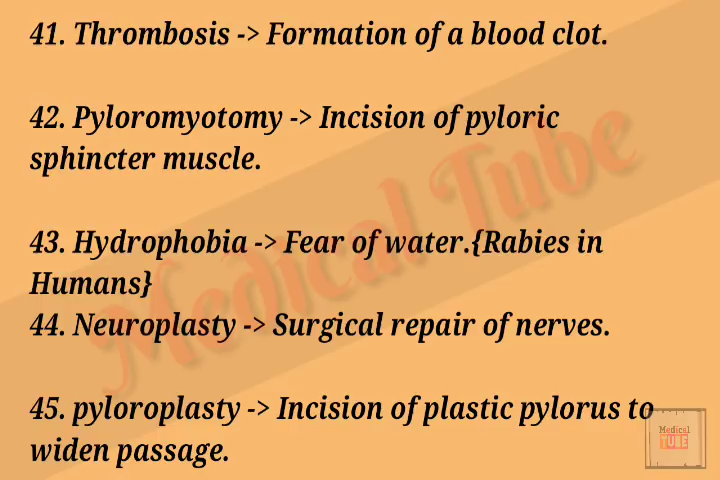 41. Thrombosis -> Formation of a blood clot.
42. Pyloromyotomy -> Incision of pyloric
sphincter muscle.
43. Hydrophobia -> Fear of water.{Rabies in
Humans}
44. Neuroplasty -> Surgical repair of nerves.
45. pyloroplasty -> Incision of plastic pylorus to
widen passage.
Medical Tube
Medical
TUBE